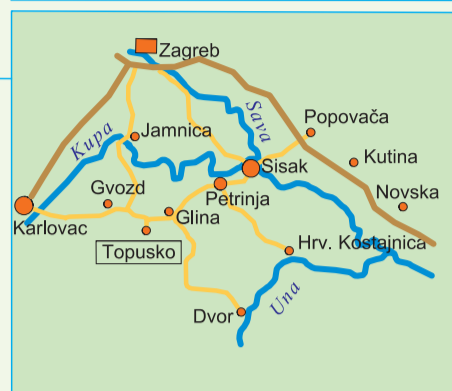 Zagreb
Sava
Popovača
Kupa
Jamnica
Kutina
Sisak
Gvozd
Petrinja
Novska
Glina
Karlovac
Topusko
Hrv. Kostajnica
Una
Dvor